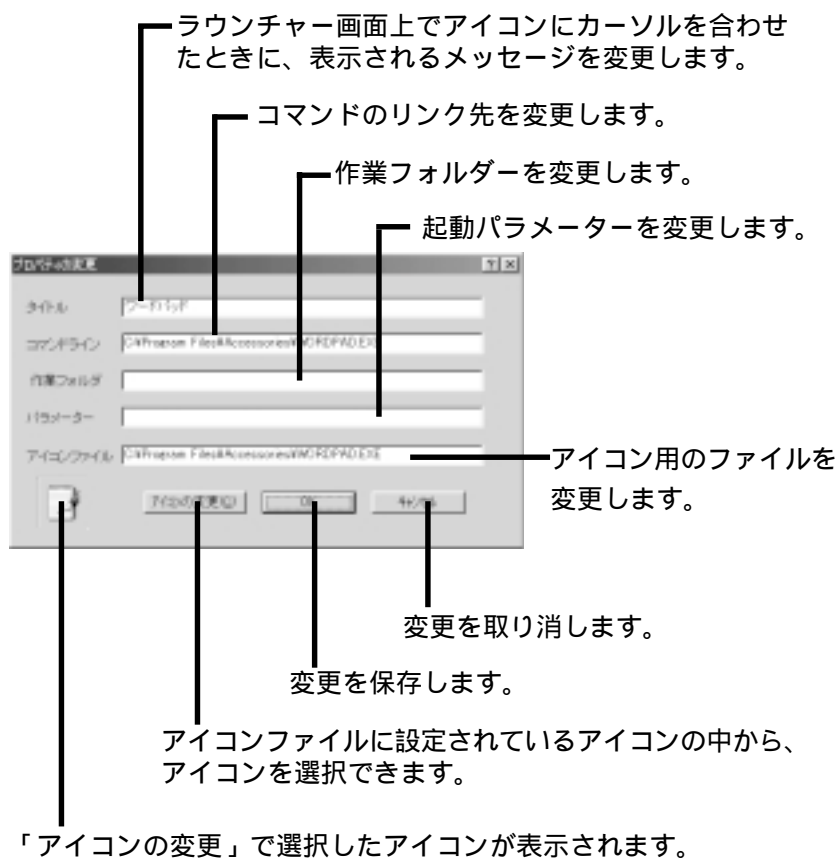 ラウンチャー画面上でアイコンにカーソルを合わせ
たときに、表示されるメッセージを変更します。
コマンドのリンク先を変更します。
作業フォルダーを変更します。
起動パラメーターを変更します。
プロパティの変更
タイトル ワードパッド
コマンドライン C:¥Program Files¥Accessories¥WORDPAD.EXE
作業フォルダ
パラメーター
アイコンファイル C:¥Program Files¥Accessories¥WORDPAD.EXE
アイコン用のファイルを
変更します。
アイコンの変更(C) OK キャンセル
変更を取り消します。
変更を保存します。
アイコンファイルに設定されているアイコンの中から、
アイコンを選択できます。
「アイコンの変更」で選択したアイコンが表示されます。